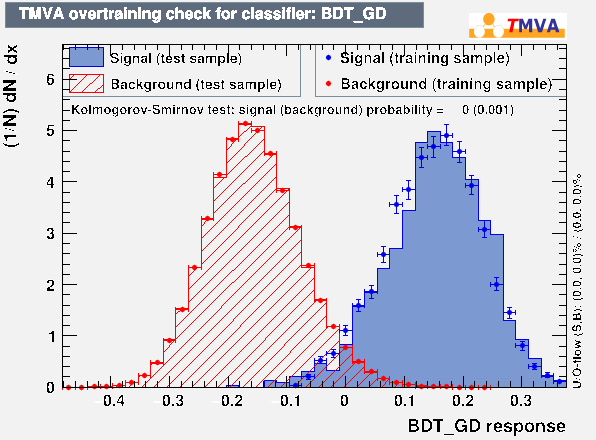 TMVA overtraining check for classifier: BDT_GD
TMVA
Signal (test sample)
Background (test sample)
Signal (training sample)
Background (training sample)
Kolmogorov-Smirnov test: signal (background) probability = 0 (0.001)
(1/N) dN / dx
6
5
4
3
2
1
0
-0.4 -0.3 -0.2 -0.1 0 0.1 0.2 0.3
BDT_GD response
U/O-flow (S,B): (0.0, 0.0)% / (0.0, 0.0)%